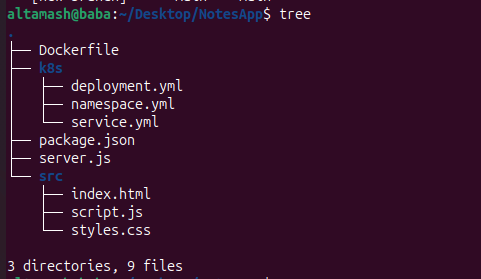 altamash@baba:~/Desktop/NotesApp$ tree
.
├── Dockerfile
├── k8s
│   ├── deployment.yml
│   ├── namespace.yml
│   └── service.yml
├── package.json
├── server.js
└── src
    ├── index.html
    ├── script.js
    └── styles.css

3 directories, 9 files